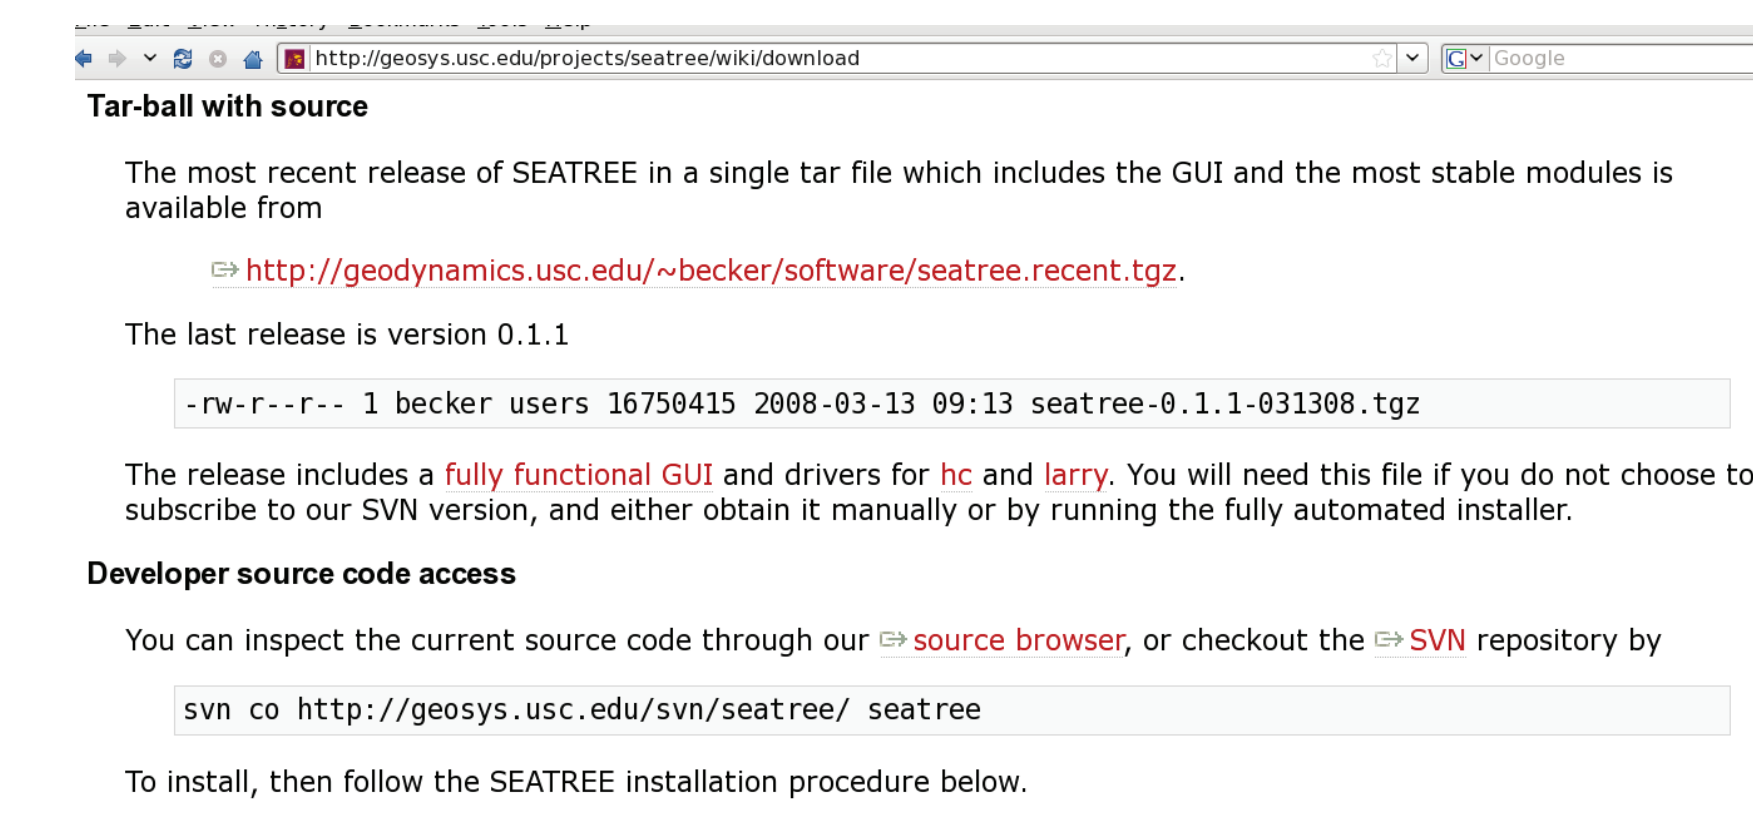 http://geosys.usc.edu/projects/seatree/wiki/download
Google
Tar-ball with source
The most recent release of SEATREE in a single tar file which includes the GUI and the most stable modules is
available from
http://geodynamics.usc.edu/~becker/software/seatree.recent.tgz.
The last release is version 0.1.1
-rw-r--r-- 1 becker users 16750415 2008-03-13 09:13 seatree-0.1.1-031308.tgz
The release includes a fully functional GUI and drivers for hc and larry. You will need this file if you do not choose to
subscribe to our SVN version, and either obtain it manually or by running the fully automated installer.
Developer source code access
You can inspect the current source code through our source browser, or checkout the SVN repository by
svn co http://geosys.usc.edu/svn/seatree/ seatree
To install, then follow the SEATREE installation procedure below.